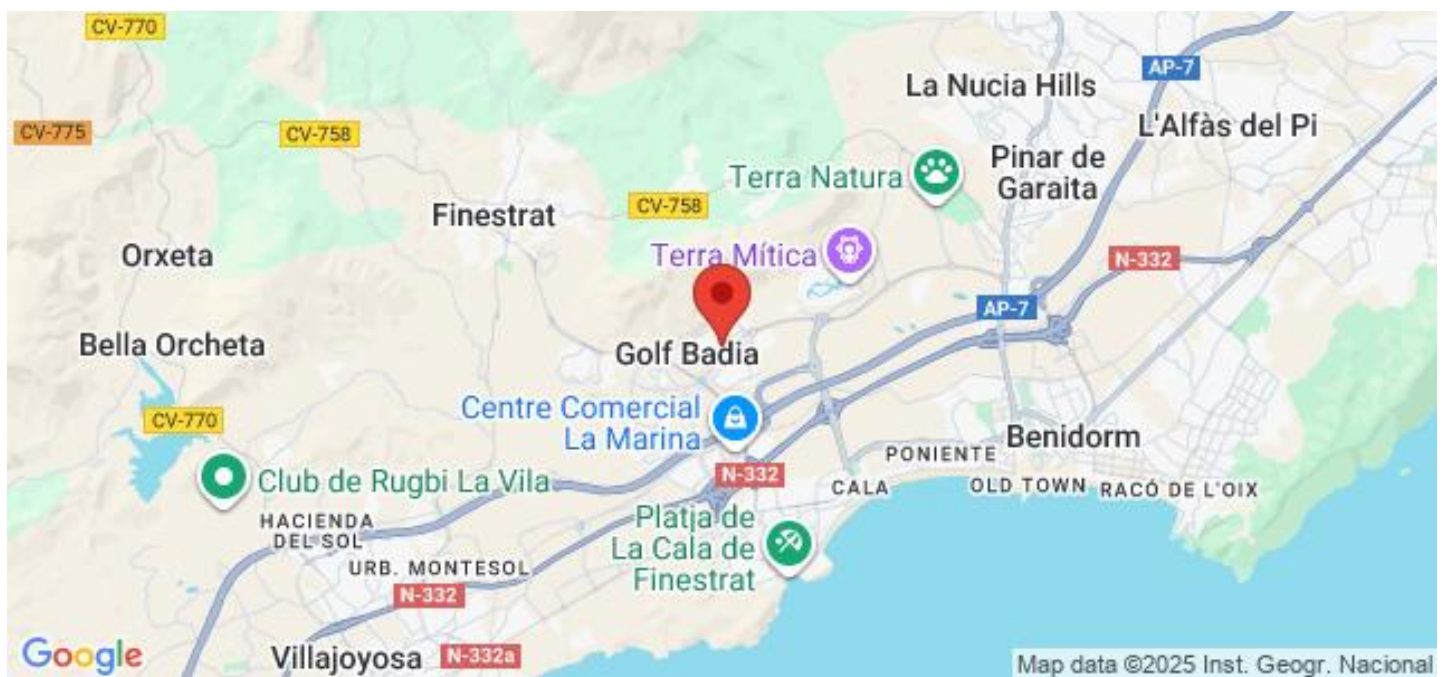 CV-770
AP-7
La Nucia Hills
CV-775
CV-758
L'Alfàs del Pi
Terra Natura
Pinar de
Garaita
Finestrat
CV-758
Orxeta
Terra Mítica
N-332
AP-7
Bella Orcheta
Golf Badia
CV-770
Centre Comercial
La Marina
Benidorm
PONIENTE
Club de Rugbi La Vila
N-332
CALA
OLD TOWN
RACÓ DE L'OIX
HACIENDA
DEL SOL
Platja de
La Cala de
Finestrat
URB. MONTESOL
N-332
Google
Villajoyosa
N-332a
Map data ©2025 Inst. Geogr. Nacional